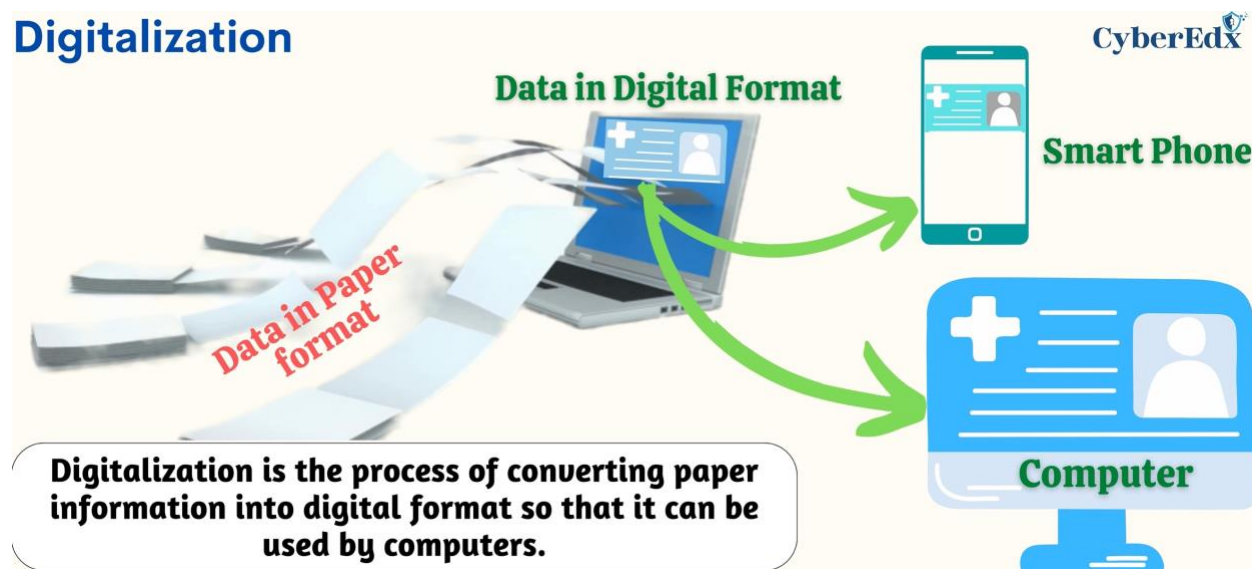 Digitalization
CyberEdx
Data in Digital Format
Smart Phone
Data in Paper
format
Computer
Digitalization is the process of converting paper
information into digital format so that it can be
used by computers.